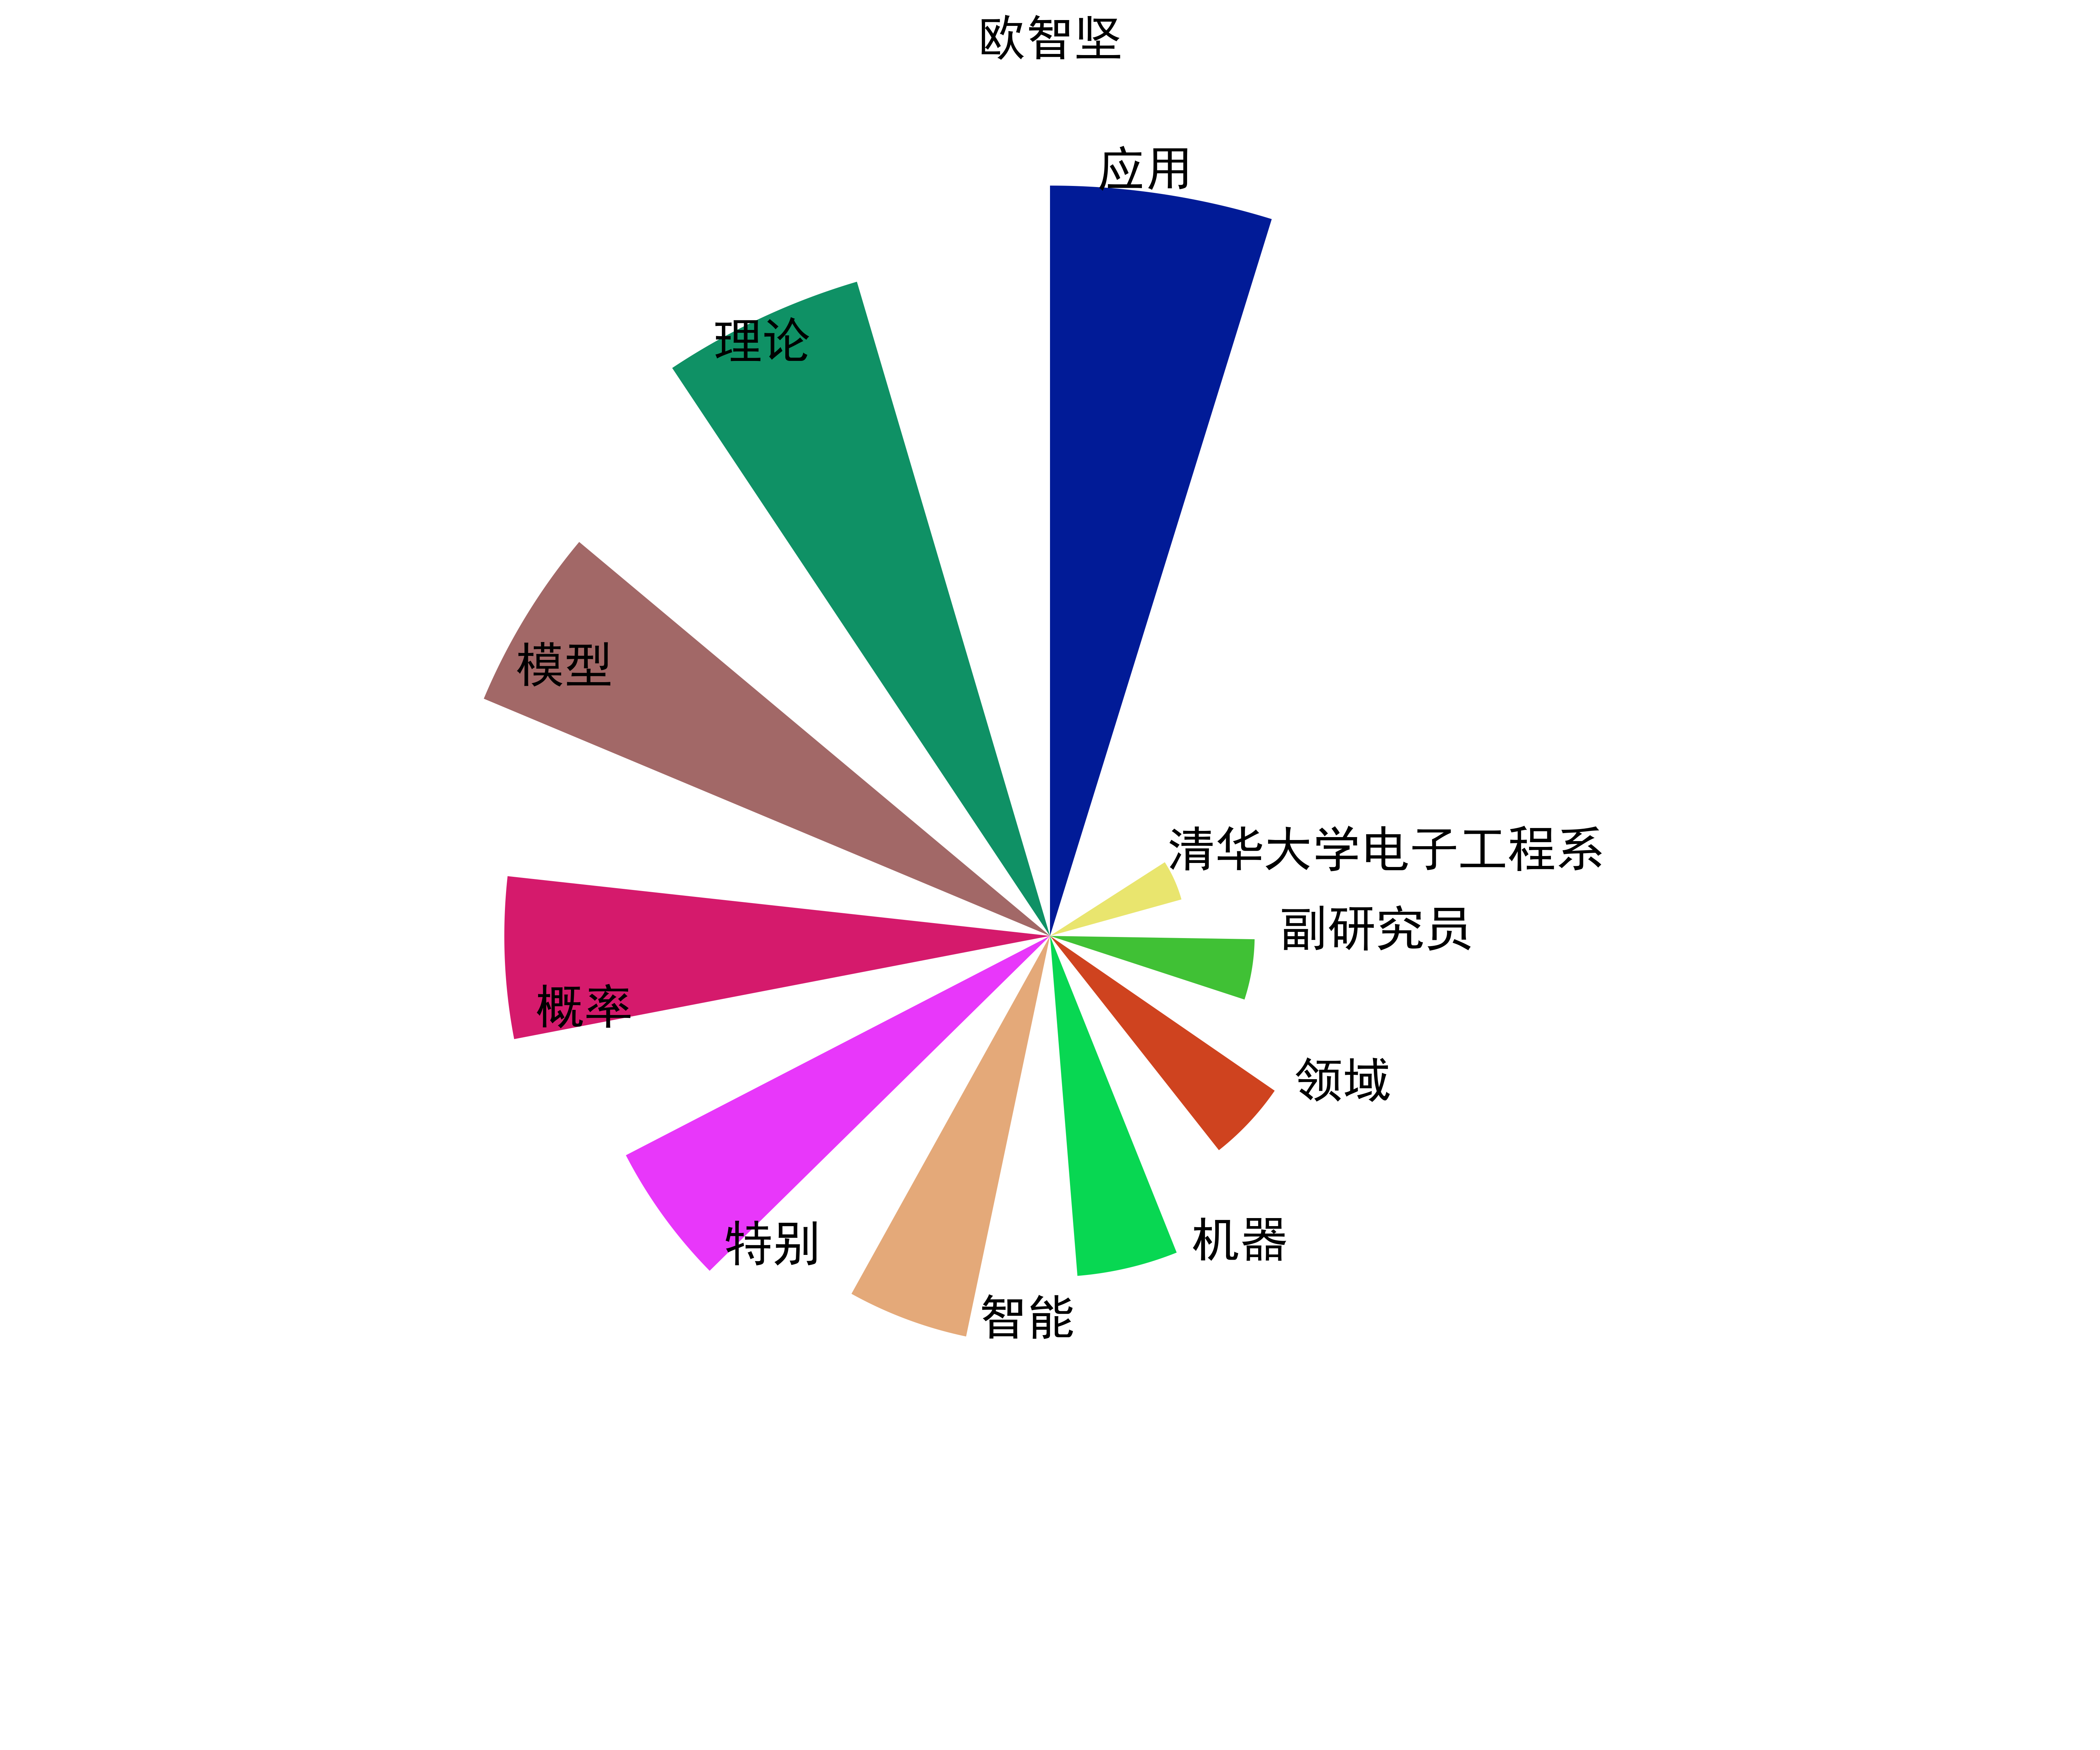 欧智坚
应用
理论
模型
清华大学电子工程系
副研究员
概率
领域
特别
机器
智能